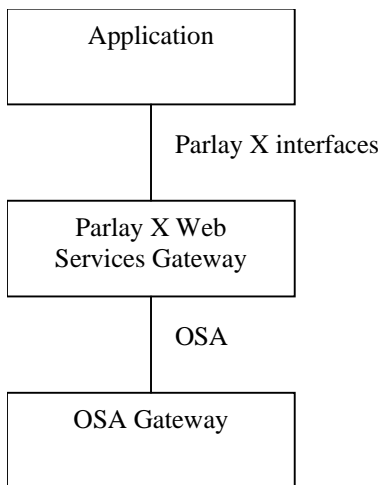 Application
Parlay X interfaces
Parlay X Web
Services Gateway
OSA
OSA Gateway